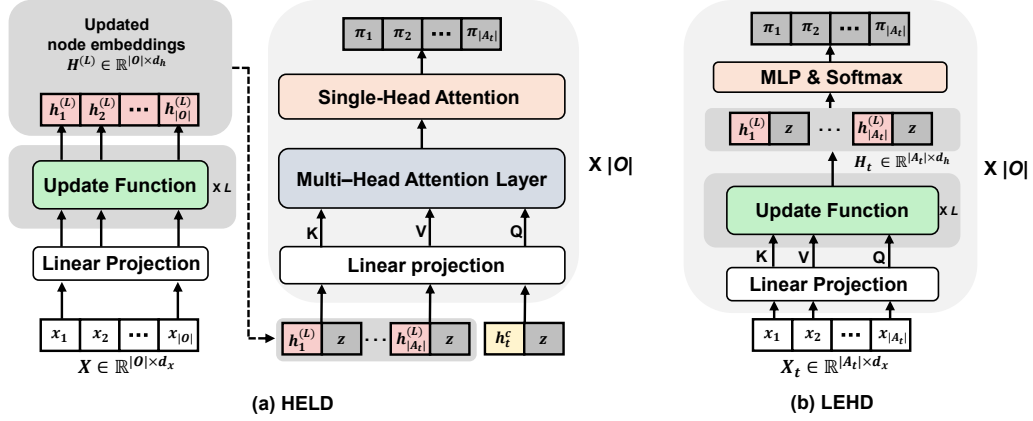 Updated
node embeddings
H^(L) ∈ ℝ^{|O|×d_h}
h_1^(L) h_2^(L) ... h_{|O|}^(L)
Update Function
X L
Linear Projection
x_1 x_2 ... x_{|O|}
X ∈ ℝ^{|O|×d_x}
π_1 π_2 ... π_{|A_t|}
Single-Head Attention
Multi–Head Attention Layer
X |O|
K V Q
Linear projection
h_1^(L) z ... h_{|A_t|}^(L) z h_t^c z
(a) HELD
π_1 π_2 ... π_{|A_t|}
MLP & Softmax
h_1^(L) z ... h_{|A_t|}^(L) z
H_t ∈ ℝ^{|A_t|×d_h}
X |O|
Update Function
X L
K V Q
Linear Projection
x_1 x_2 ... x_{|A_t|}
X_t ∈ ℝ^{|A_t|×d_x}
(b) LEHD